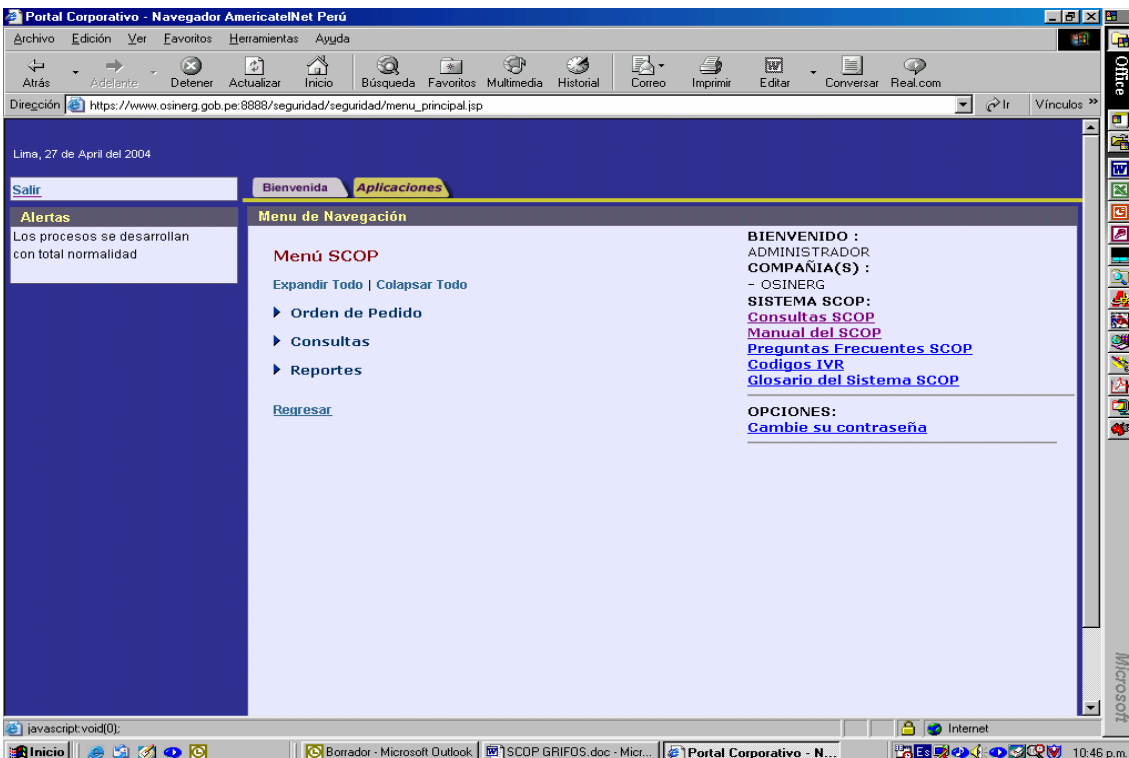 Portal Corporativo - Navegador AmericatelNet Perú
Archivo Edición Ver Favoritos Herramientas Ayuda
Atrás Adelante Detener Actualizar Inicio Búsqueda Favoritos Multimedia Historial Correo Imprimir Editar Conversar Real.com
Dirección https://www.osinerg.gob.pe:8888/seguridad/seguridad/menu_principal.jsp Ir Vínculos »
Office
Lima, 27 de April del 2004
Salir
Bienvenida Aplicaciones
Alertas
Los procesos se desarrollan
con total normalidad
Menu de Navegación
Menú SCOP
Expandir Todo | Colapsar Todo
Orden de Pedido
Consultas
Reportes
Regresar
BIENVENIDO :
ADMINISTRADOR
COMPAÑIA(S) :
- OSINERG
SISTEMA SCOP:
Consultas SCOP
Manual del SCOP
Preguntas Frecuentes SCOP
Codigos IVR
Glosario del Sistema SCOP
OPCIONES:
Cambie su contraseña
Microsoft
javascript:void(0); Internet
Inicio Borrador - Microsoft Outlook SCOP GRIFOS.doc - Micr... Portal Corporativo - N... Es 10:46 p.m.